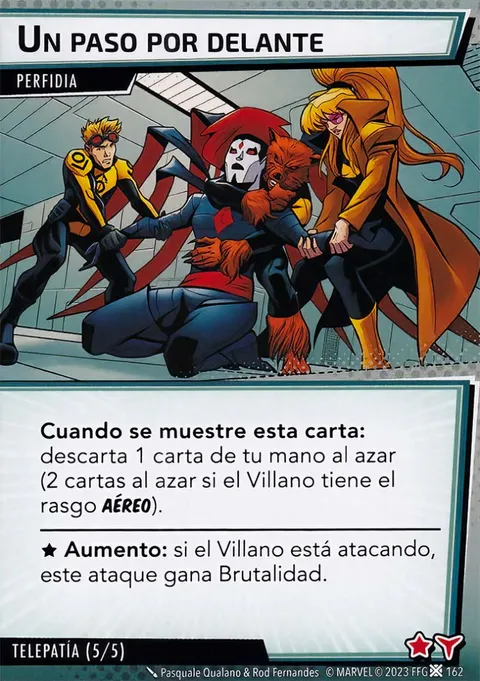 UN PASO POR DELANTE
PERFIDIA
Cuando se muestre esta carta:
descarta 1 carta de tu mano al azar
(2 cartas al azar si el Villano tiene el
rasgo AÉREO).
★ Aumento: si el Villano está atacando,
este ataque gana Brutalidad.
TELEPATÍA (5/5)
Pasquale Qualano & Rod Fernandes © MARVEL © 2023 FFG 162